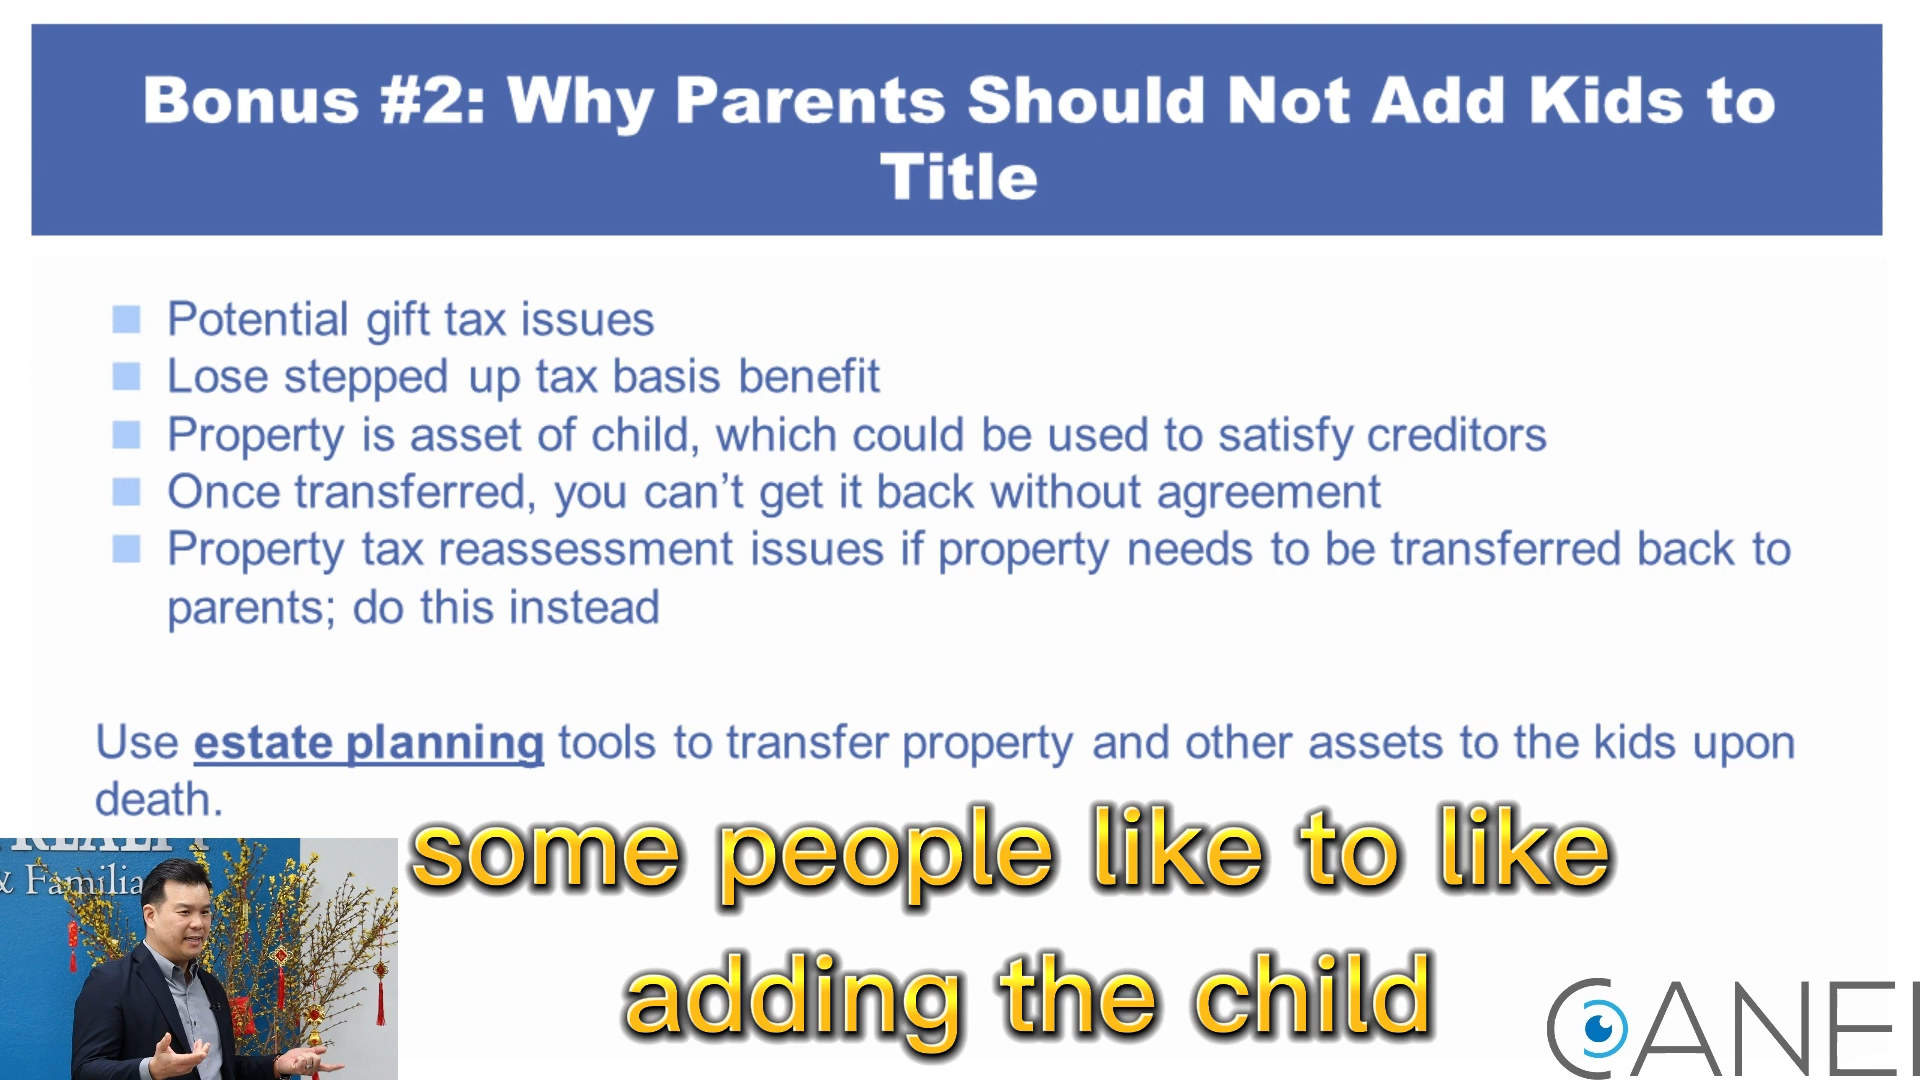 Bonus #2: Why Parents Should Not Add Kids to
Title
Potential gift tax issues
Lose stepped up tax basis benefit
Property is asset of child, which could be used to satisfy creditors
Once transferred, you can’t get it back without agreement
Property tax reassessment issues if property needs to be transferred back to
parents; do this instead
Use estate planning tools to transfer property and other assets to the kids upon
death.
& Familia
some people like to like
adding the child